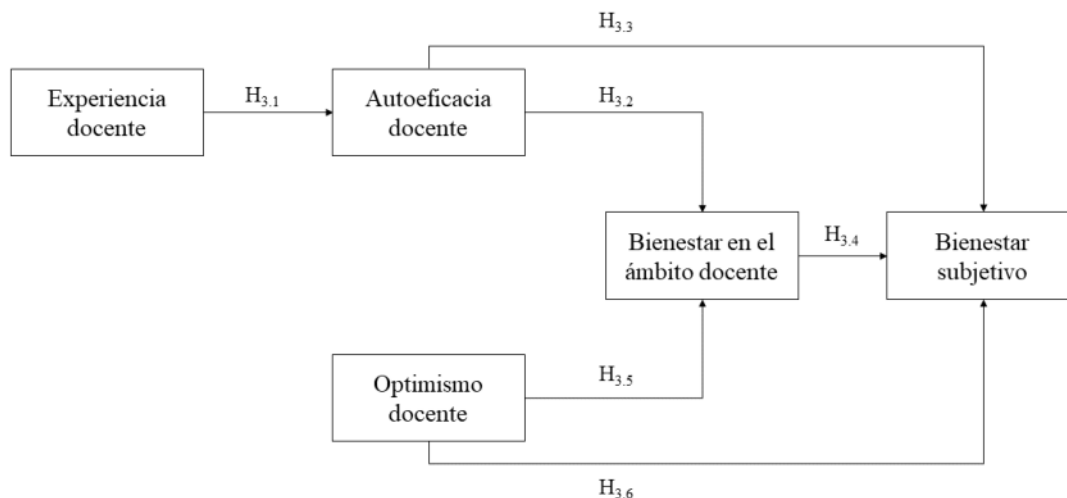 H3.3
Experiencia
docente
H3.1
Autoeficacia
docente
H3.2
Bienestar en el
ámbito docente
H3.4
Bienestar
subjetivo
Optimismo
docente
H3.5
H3.6